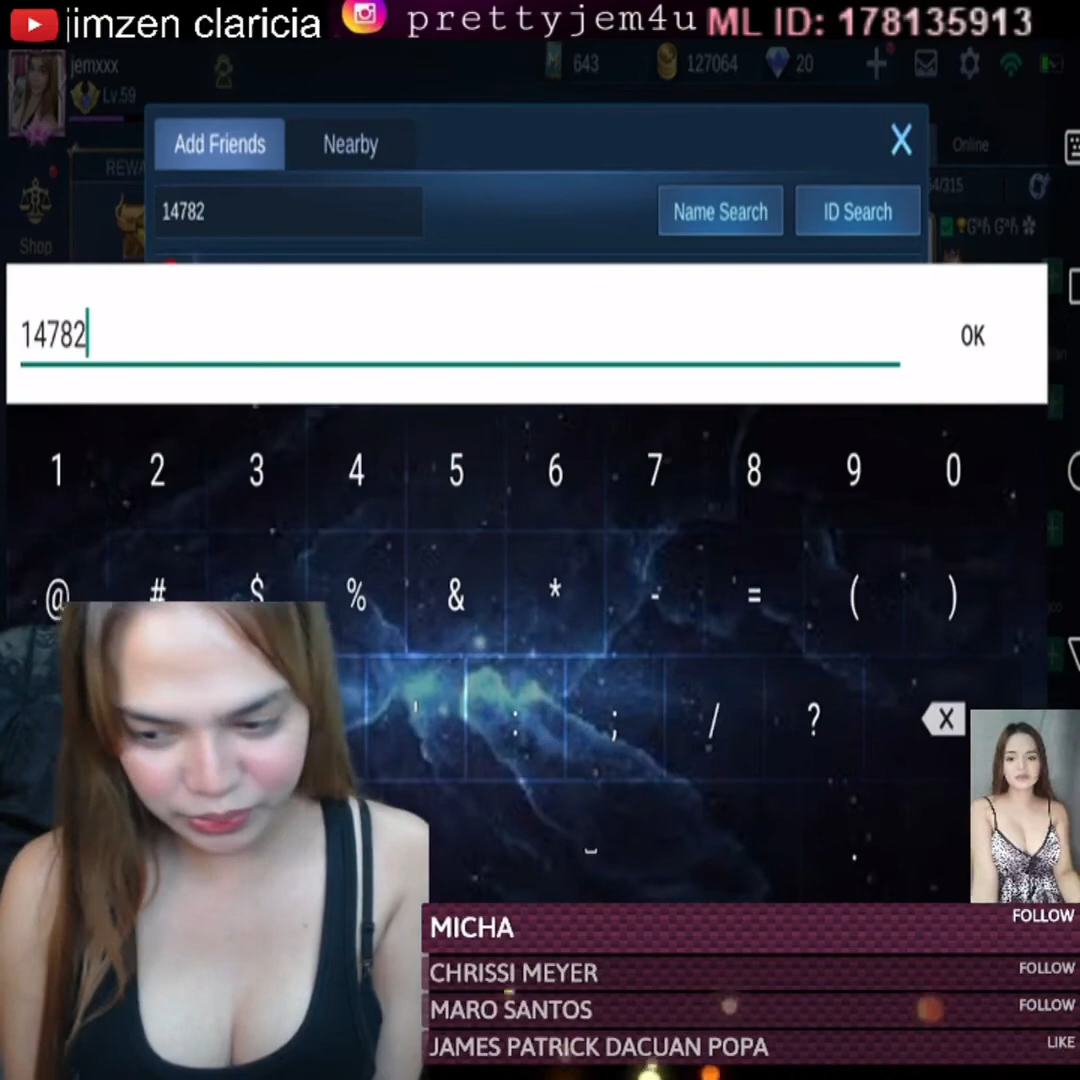 jimzen claricia
prettyjem4u
ML ID: 178135913
jemxxx
Lv.59
643
127064
20
Add Friends
Nearby
Online
REWA
14782
Name Search
ID Search
Shop
14782
OK
1 2 3 4 5 6 7 8 9 0
@ # $ % & * - = ( )
' : ; / ?
X
.
MICHA
FOLLOW
CHRISSI MEYER
FOLLOW
MARO SANTOS
FOLLOW
JAMES PATRICK DACUAN POPA
LIKE